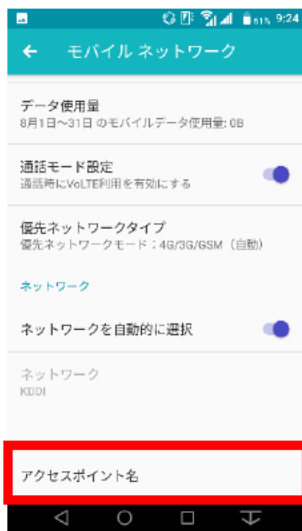 61% 9:24
モバイル ネットワーク
データ使用量
8月1日～31日 のモバイルデータ使用量: 0B
通話モード設定
通話時にVoLTE利用を有効にする
優先ネットワークタイプ
優先ネットワークモード：4G/3G/GSM（自動）
ネットワーク
ネットワークを自動的に選択
ネットワーク
KDDI
アクセスポイント名